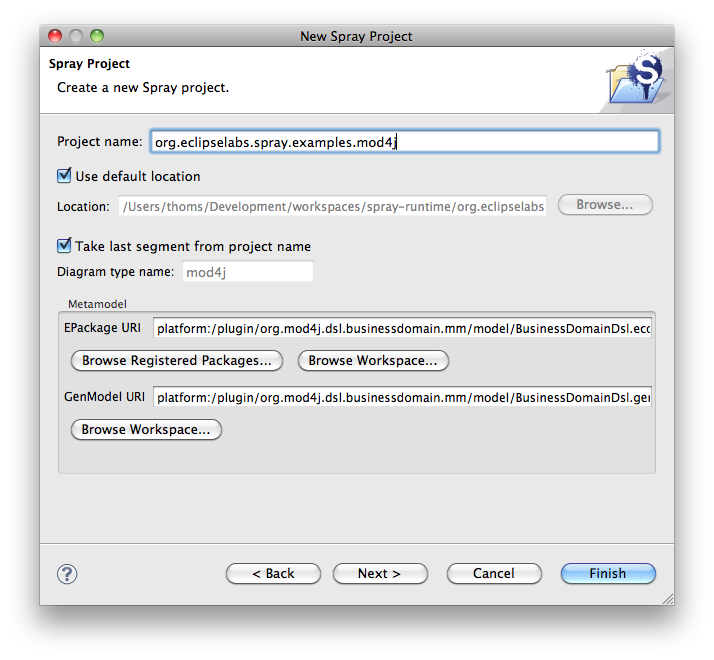 New Spray Project
Spray Project
Create a new Spray project.
S
Project name: org.eclipselabs.spray.examples.mod4j
Use default location
Location: /Users/thoms/Development/workspaces/spray-runtime/org.eclipselabs Browse...
Take last segment from project name
Diagram type name: mod4j
Metamodel
EPackage URI platform:/plugin/org.mod4j.dsl.businessdomain.mm/model/BusinessDomainDsl.ecc
Browse Registered Packages... Browse Workspace...
GenModel URI platform:/plugin/org.mod4j.dsl.businessdomain.mm/model/BusinessDomainDsl.gen
Browse Workspace...
? < Back Next > Cancel Finish